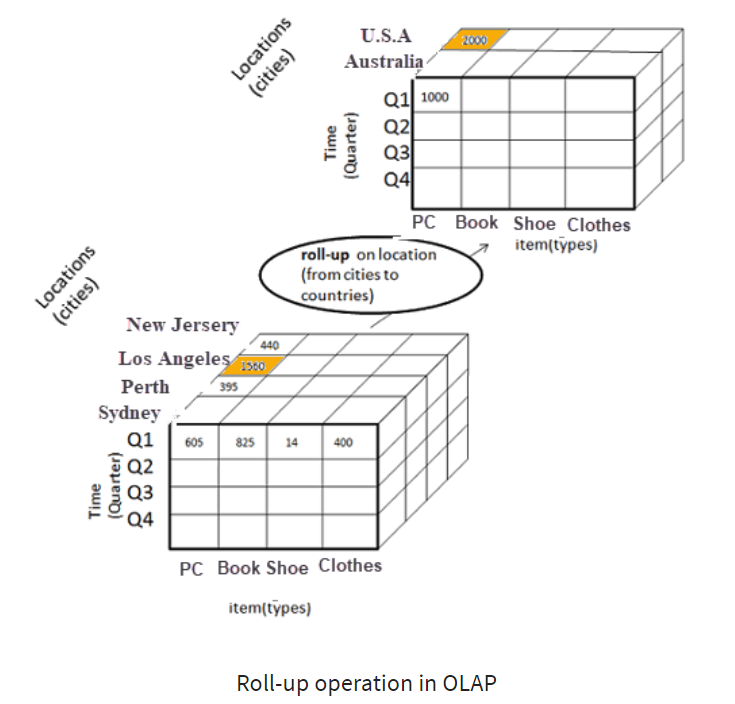 Locations
(cities)
U.S.A
2000
Australia
Time
(Quarter)
Q1 1000
Q2
Q3
Q4
PC Book Shoe Clothes
item(types)
roll-up on location
(from cities to
countries)
Locations
(cities)
New Jersery
440
Los Angeles
1560
Perth
395
Sydney
Time
(Quarter)
Q1 605 825 14 400
Q2
Q3
Q4
PC Book Shoe Clothes
item(types)
Roll-up operation in OLAP